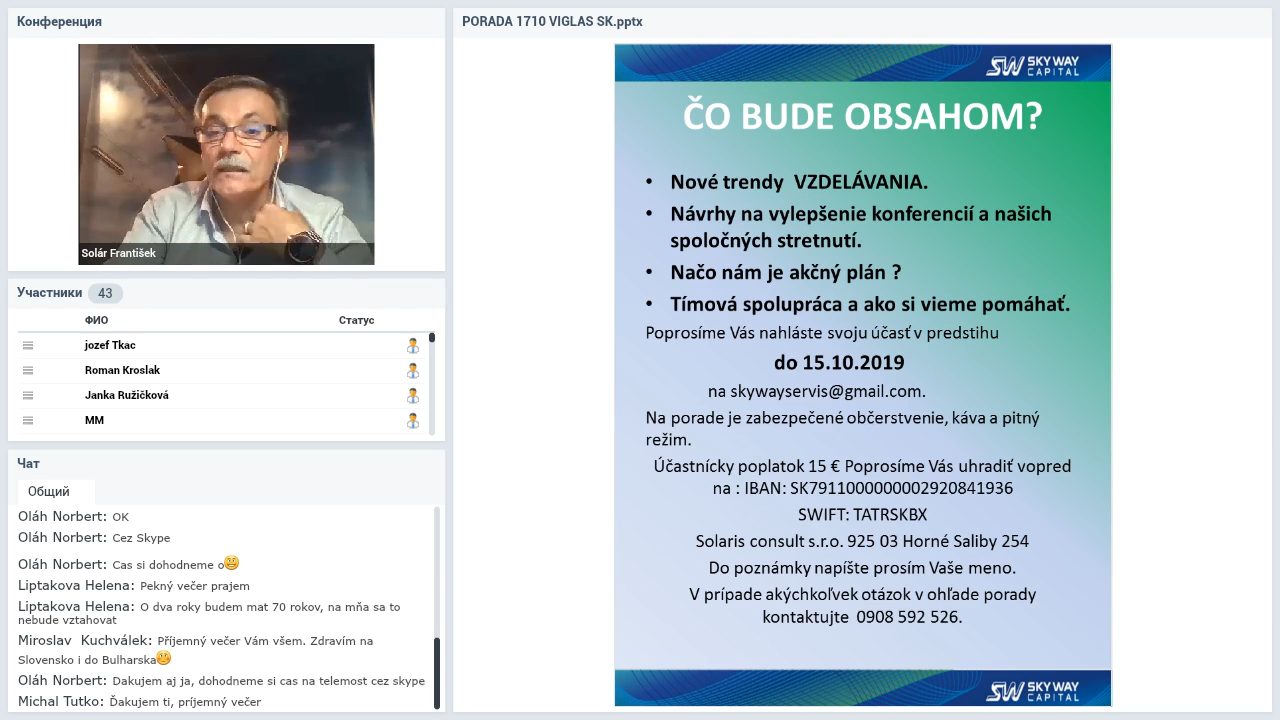 Конференция
Solár František
Участники 43
ФИО Статус
jozef Tkac
Roman Kroslak
Janka Ružičková
MM
Чат
Общий
Oláh Norbert: OK
Oláh Norbert: Cez Skype
Oláh Norbert: Cas si dohodneme o
Liptakova Helena: Pekný večer prajem
Liptakova Helena: O dva roky budem mat 70 rokov, na mňa sa to
nebude vztahovat
Miroslav Kuchválek: Příjemný večer Vám všem. Zdravím na
Slovensko i do Bulharska
Oláh Norbert: Dakujem aj ja, dohodneme si cas na telemost cez skype
Michal Tutko: Ďakujem ti, príjemný večer
PORADA 1710 VIGLAS SK.pptx
SW SKY WAY
CAPITAL
ČO BUDE OBSAHOM?
• Nové trendy VZDELÁVANIA.
• Návrhy na vylepšenie konferencií a našich
spoločných stretnutí.
• Načo nám je akčný plán ?
• Tímová spolupráca a ako si vieme pomáhať.
Poprosíme Vás nahláste svoju účasť v predstihu
do 15.10.2019
na skywayservis@gmail.com.
Na porade je zabezpečené občerstvenie, káva a pitný
režim.
Účastnícky poplatok 15 € Poprosíme Vás uhradiť vopred
na : IBAN: SK7911000000002920841936
SWIFT: TATRSKBX
Solaris consult s.r.o. 925 03 Horné Saliby 254
Do poznámky napíšte prosím Vaše meno.
V prípade akýchkoľvek otázok v ohľade porady
kontaktujte 0908 592 526.
SW SKY WAY
CAPITAL